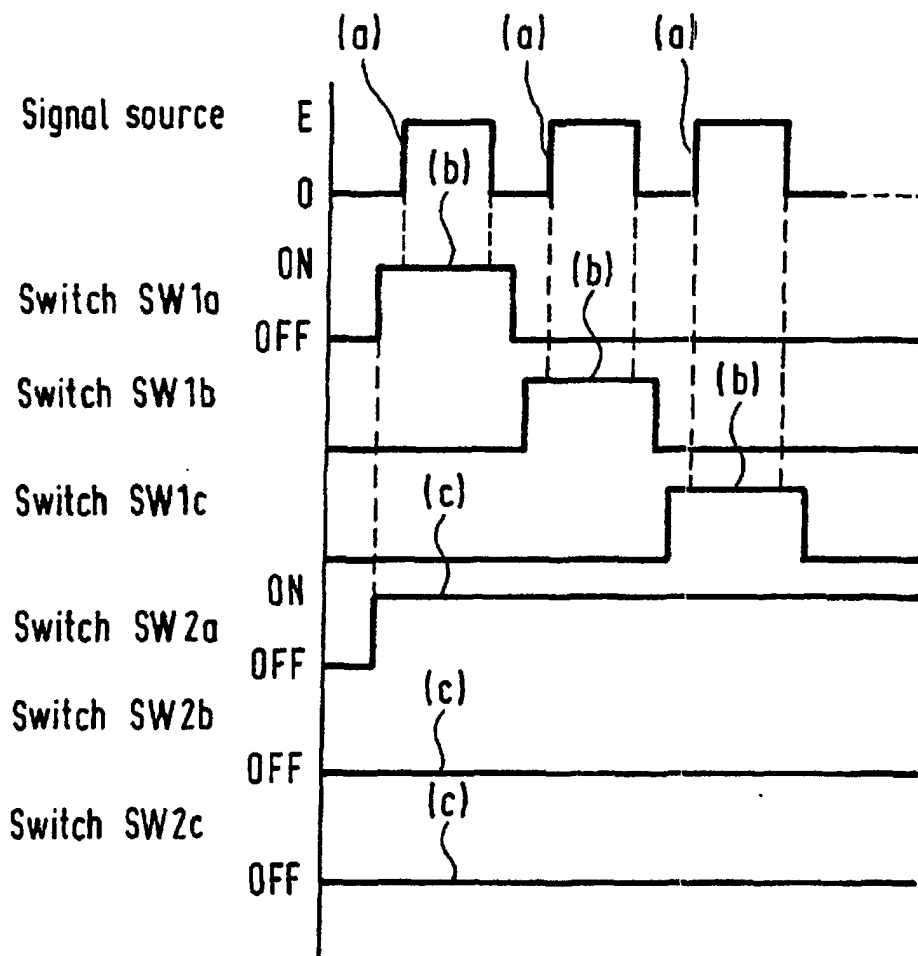 (a) (a) (a)
Signal source E
0
(b)
ON
(b)
Switch SW1a
OFF
Switch SW1b
(b)
Switch SW1c
(c)
ON
Switch SW2a
OFF
(c)
Switch SW2b
OFF
(c)
Switch SW2c
OFF